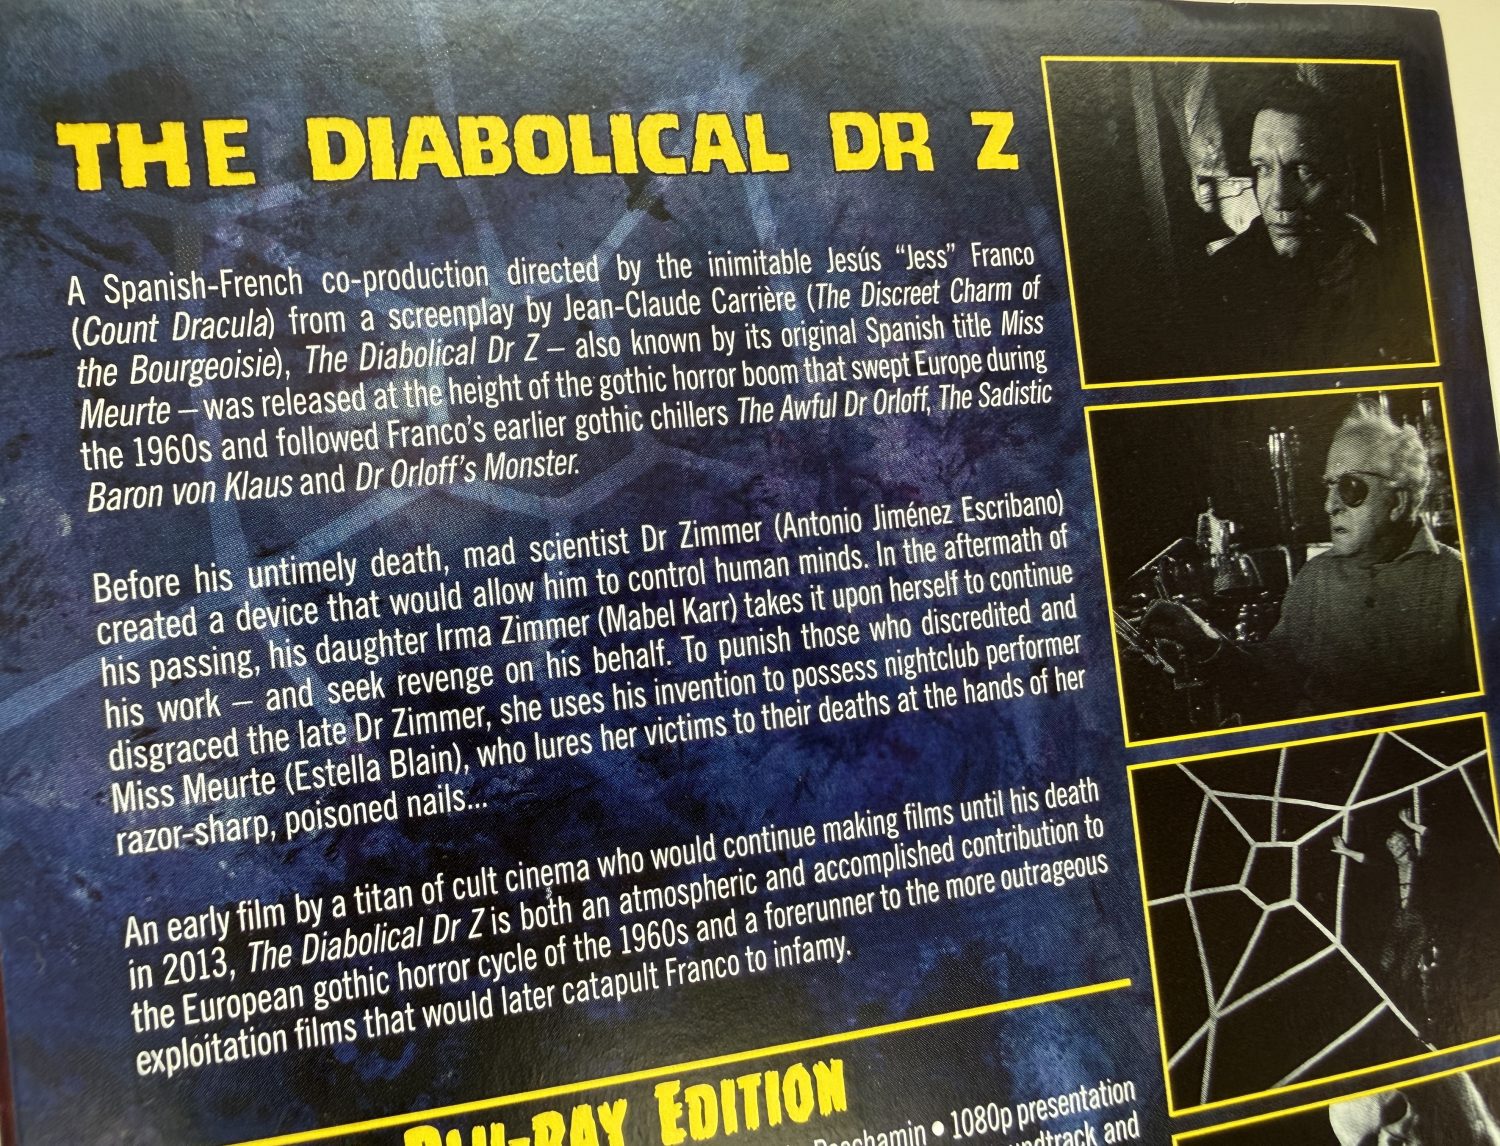 THE DIABOLICAL DR Z
A Spanish-French co-production directed by the inimitable Jesús “Jess” Franco
(Count Dracula) from a screenplay by Jean-Claude Carrière (The Discreet Charm of
the Bourgeoisie), The Diabolical Dr Z – also known by its original Spanish title Miss
Meurte – was released at the height of the gothic horror boom that swept Europe during
the 1960s and followed Franco’s earlier gothic chillers The Awful Dr Orloff, The Sadistic
Baron von Klaus and Dr Orloff’s Monster.
Before his untimely death, mad scientist Dr Zimmer (Antonio Jiménez Escribano)
created a device that would allow him to control human minds. In the aftermath of
his passing, his daughter Irma Zimmer (Mabel Karr) takes it upon herself to continue
his work – and seek revenge on his behalf. To punish those who discredited and
disgraced the late Dr Zimmer, she uses his invention to possess nightclub performer
Miss Meurte (Estella Blain), who lures her victims to their deaths at the hands of her
razor-sharp, poisoned nails...
An early film by a titan of cult cinema who would continue making films until his death
in 2013, The Diabolical Dr Z is both an atmospheric and accomplished contribution to
the European gothic horror cycle of the 1960s and a forerunner to the more outrageous
exploitation films that would later catapult Franco to infamy.
BLU-RAY EDITION
• 1080p presentation
and